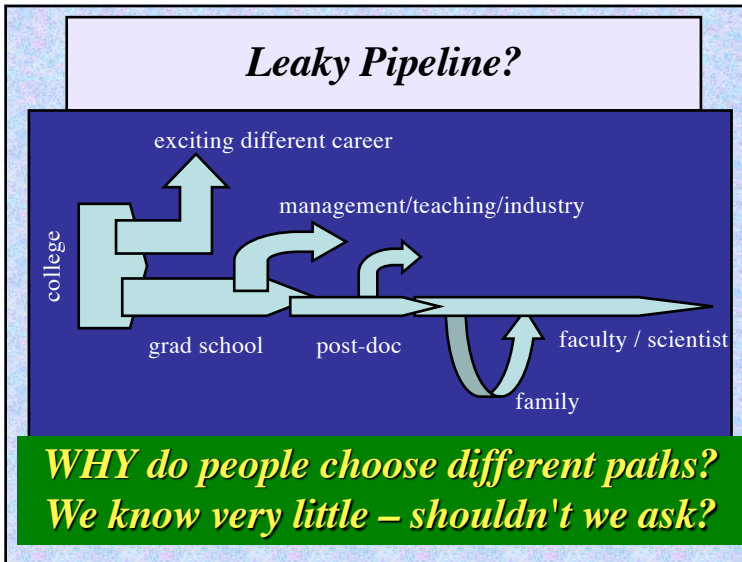 Leaky Pipeline?
exciting different career
management/teaching/industry
college
grad school
post-doc
faculty / scientist
family
WHY do people choose different paths?
We know very little – shouldn't we ask?